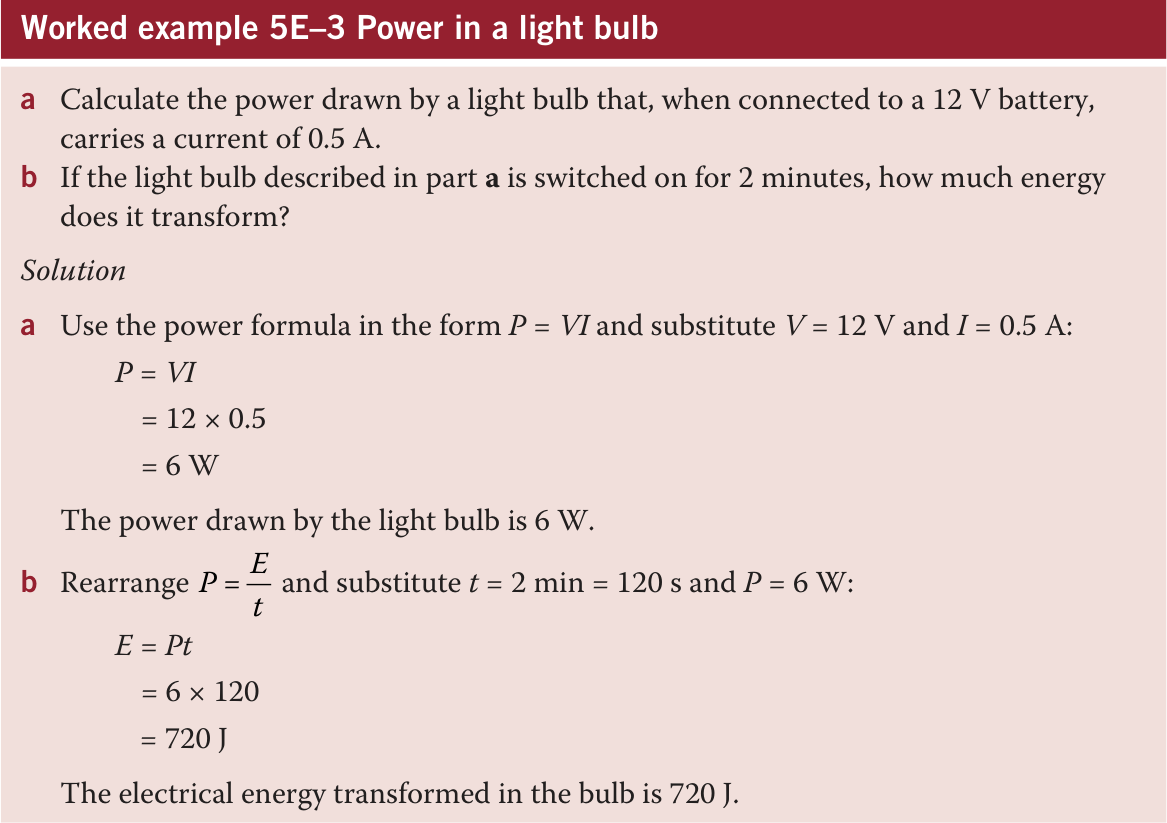 Worked example 5E–3 Power in a light bulb
a Calculate the power drawn by a light bulb that, when connected to a 12 V battery,
carries a current of 0.5 A.
b If the light bulb described in part a is switched on for 2 minutes, how much energy
does it transform?
Solution
a Use the power formula in the form P = VI and substitute V = 12 V and I = 0.5 A:
P = VI
= 12 × 0.5
= 6 W
The power drawn by the light bulb is 6 W.
b Rearrange P = E/t and substitute t = 2 min = 120 s and P = 6 W:
E = Pt
= 6 × 120
= 720 J
The electrical energy transformed in the bulb is 720 J.